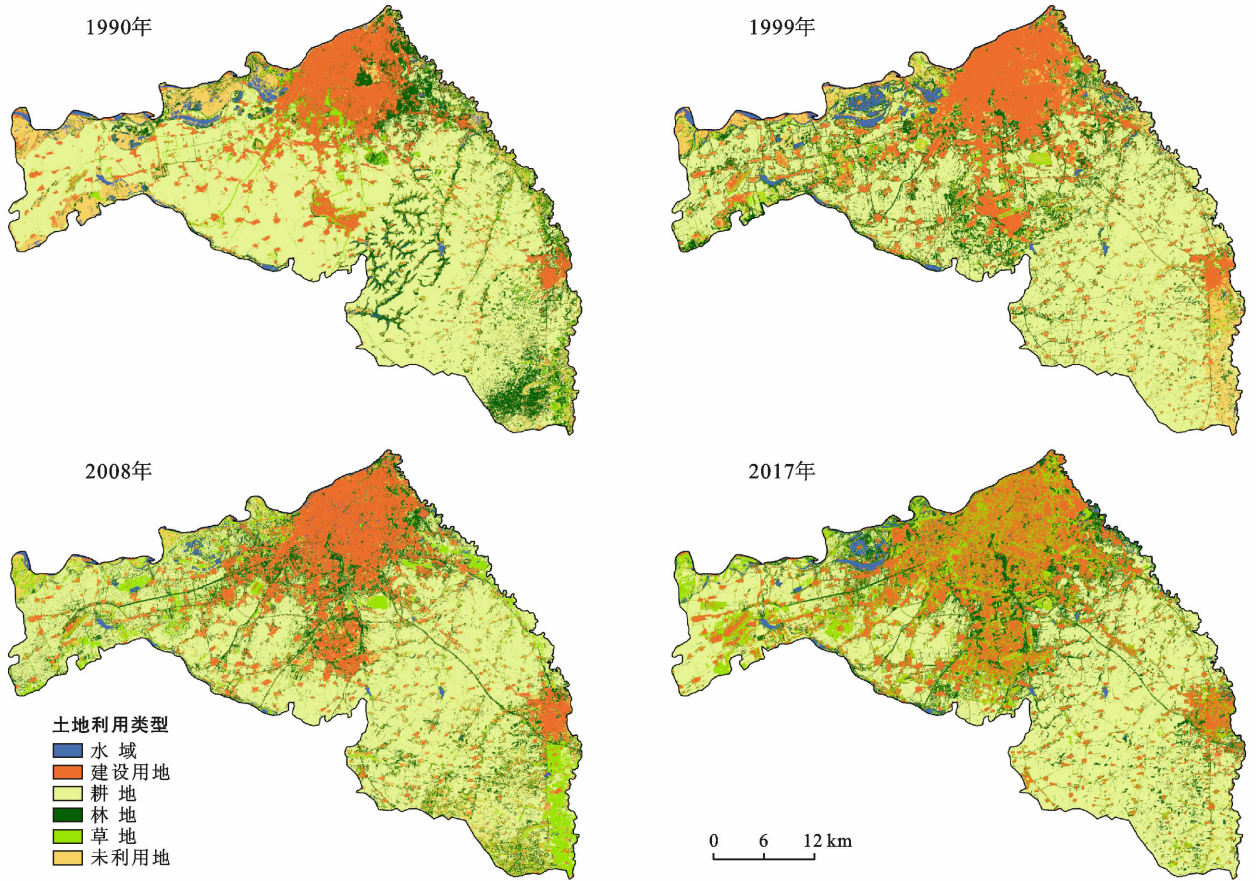 1990年
1999年
2008年
2017年
土地利用类型
水 域
建设用地
耕 地
林 地
草 地
未利用地
0 6 12 km